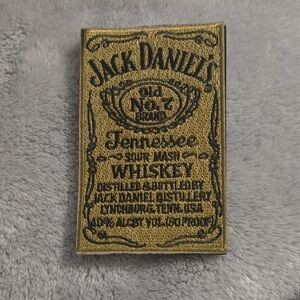 JACK DANIEL'S
Old
No. 7
BRAND
Tennessee
SOUR MASH
WHISKEY
DISTILLED & BOTTLED BY
JACK DANIEL DISTILLERY
LYNCHBURG, TENN. USA
40% ALC BY VOL. (80 PROOF)